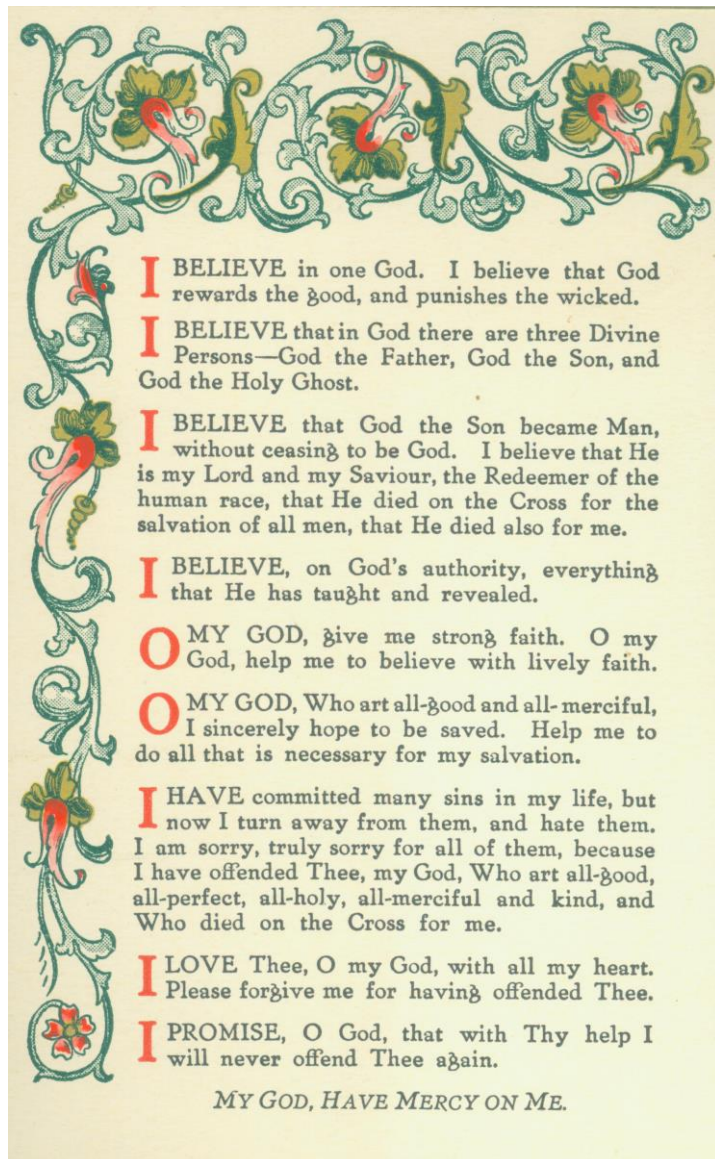 I BELIEVE in one God. I believe that God
rewards the good, and punishes the wicked.
I BELIEVE that in God there are three Divine
Persons—God the Father, God the Son, and
God the Holy Ghost.
I BELIEVE that God the Son became Man,
without ceasing to be God. I believe that He
is my Lord and my Saviour, the Redeemer of the
human race, that He died on the Cross for the
salvation of all men, that He died also for me.
I BELIEVE, on God's authority, everything
that He has taught and revealed.
O MY GOD, give me strong faith. O my
God, help me to believe with lively faith.
O MY GOD, Who art all-good and all-merciful,
I sincerely hope to be saved. Help me to
do all that is necessary for my salvation.
I HAVE committed many sins in my life, but
now I turn away from them, and hate them.
I am sorry, truly sorry for all of them, because
I have offended Thee, my God, Who art all-good,
all-perfect, all-holy, all-merciful and kind, and
Who died on the Cross for me.
I LOVE Thee, O my God, with all my heart.
Please forgive me for having offended Thee.
I PROMISE, O God, that with Thy help I
will never offend Thee again.
MY GOD, HAVE MERCY ON ME.